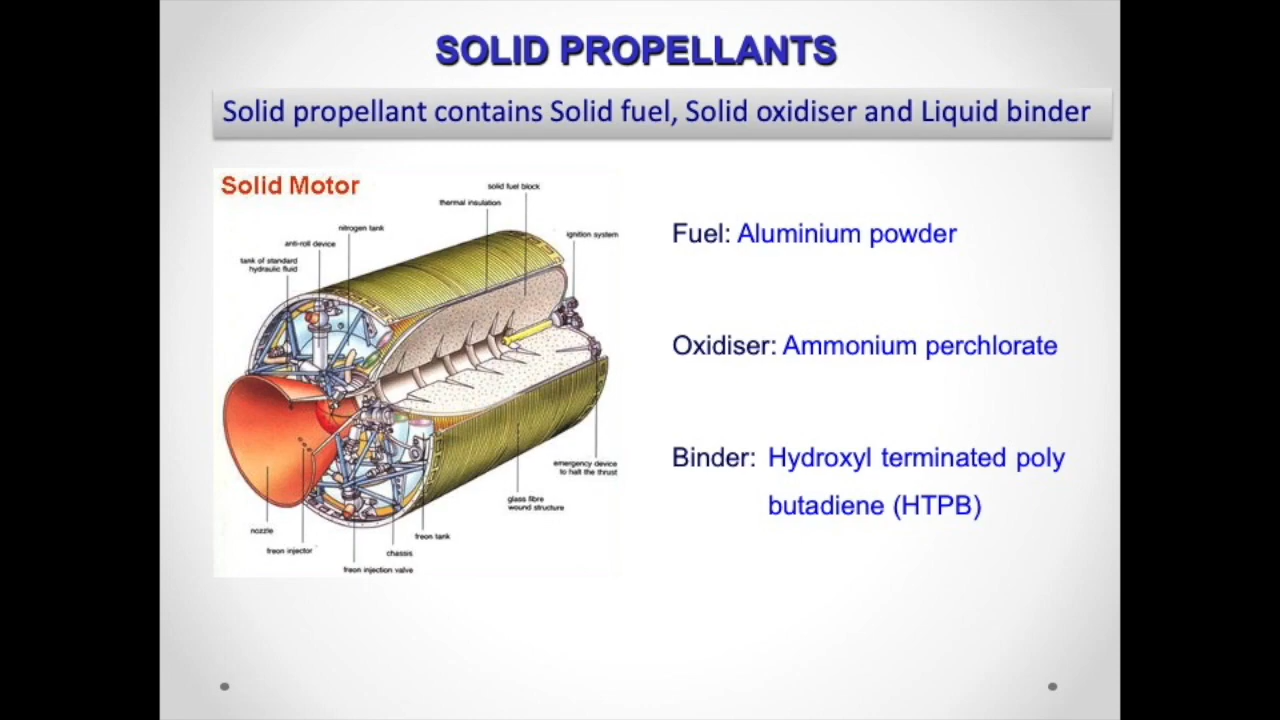 SOLID PROPELLANTS
Solid propellant contains Solid fuel, Solid oxidiser and Liquid binder
Solid Motor
solid fuel block
thermal insulation
nitrogen tank
ignition system
anti-roll device
tank of standard
hydraulic fluid
emergency device
to halt the thrust
glass fibre
wound structure
nozzle
freon tank
freon injector
chassis
freon injection valve
Fuel: Aluminium powder
Oxidiser: Ammonium perchlorate
Binder: Hydroxyl terminated poly
butadiene (HTPB)